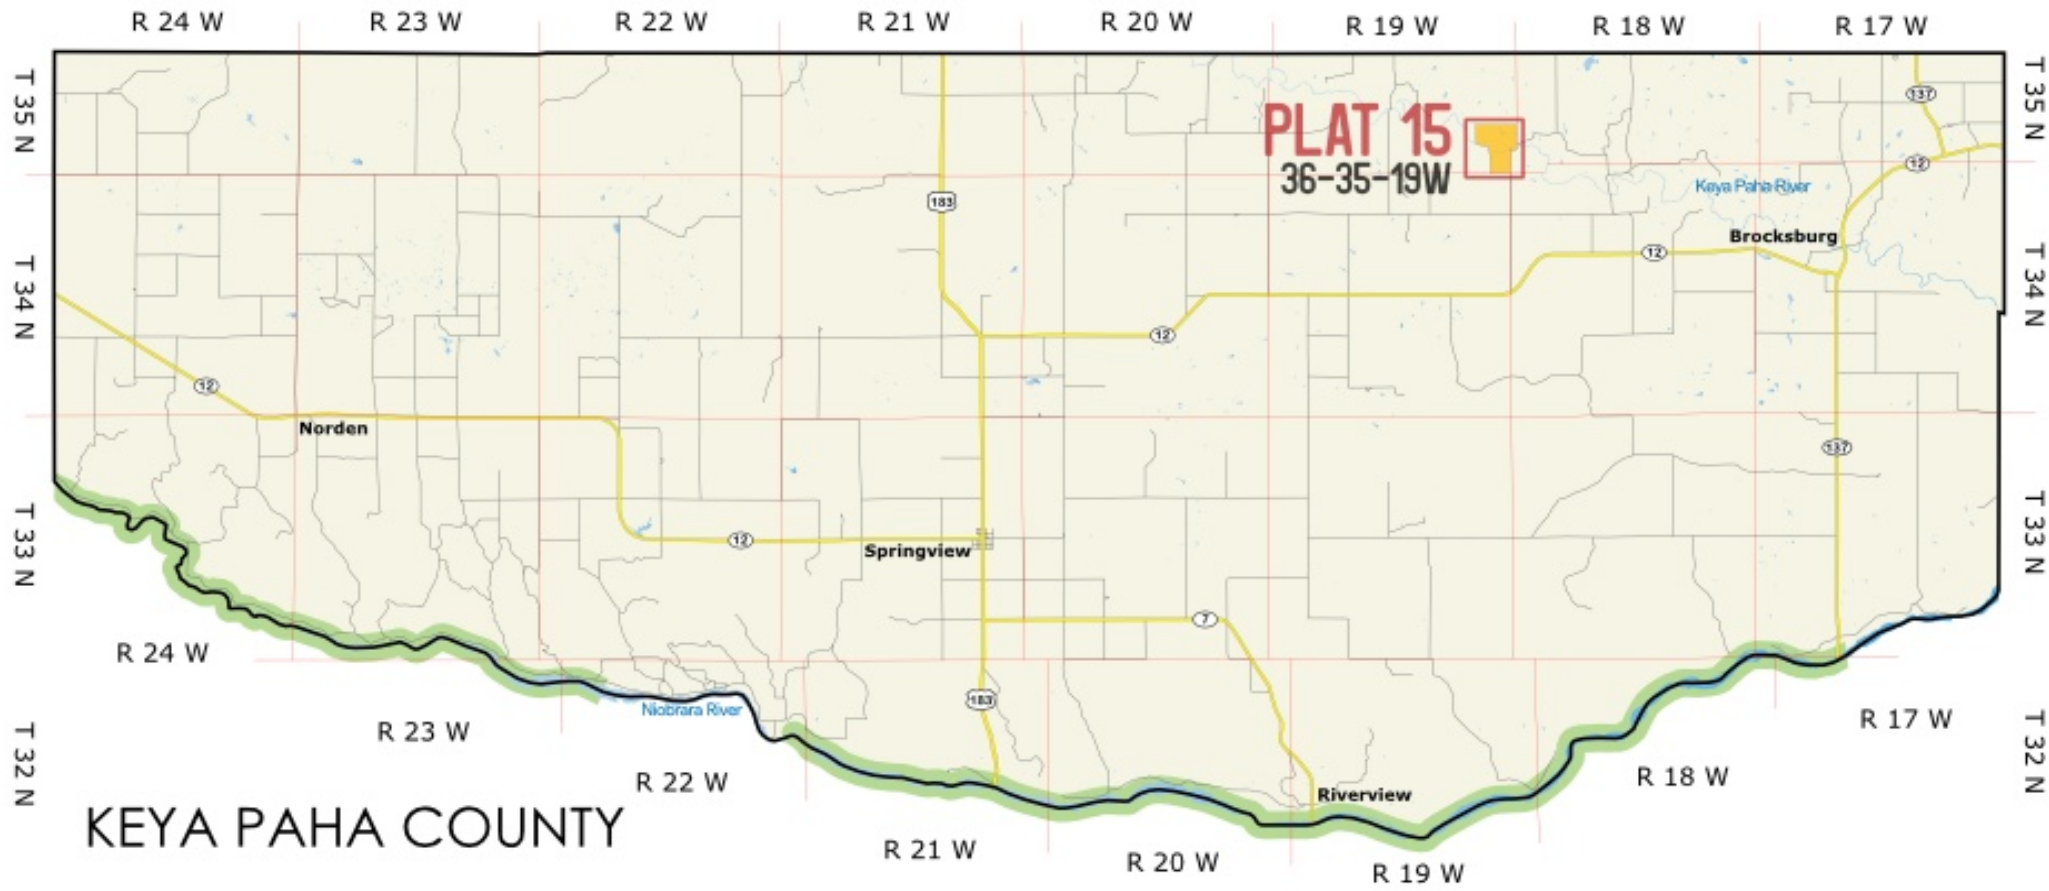 R 24 W R 23 W R 22 W R 21 W R 20 W R 19 W R 18 W R 17 W
T 35 N
T 35 N
137
PLAT 15
12
36-35-19W
Keya Paha River
183
Brocksburg
12
T 34 N
T 34 N
12
12
Norden
137
T 33 N
T 33 N
12
Springview
7
R 24 W
183
Niobrara River
R 23 W
R 17 W
T 32 N
T 32 N
R 22 W
R 18 W
Riverview
KEYA PAHA COUNTY
R 21 W
R 20 W
R 19 W